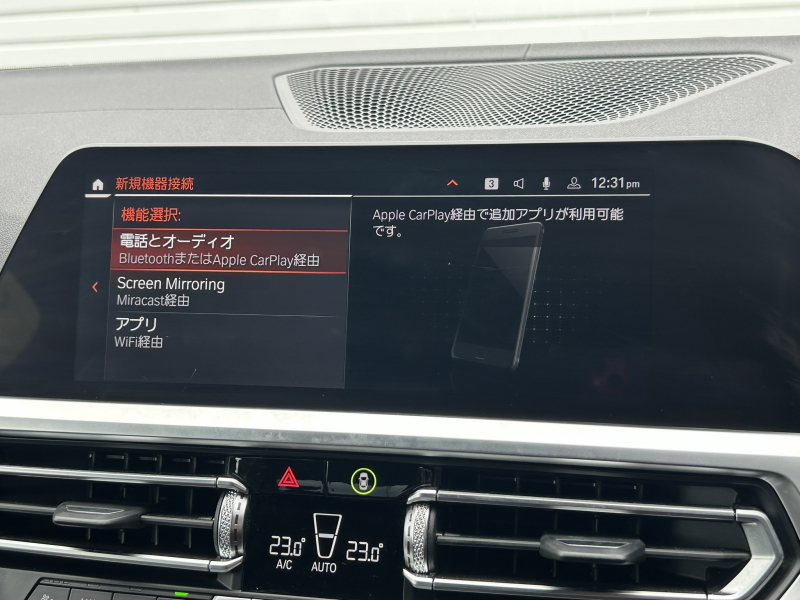 新規機器接続
3
12:31pm
機能選択:
電話とオーディオ
BluetoothまたはApple CarPlay経由
Screen Mirroring
Miracast経由
アプリ
WiFi経由
Apple CarPlay経由で追加アプリが利用可能
です。
23.0°
A/C
AUTO
23.0°